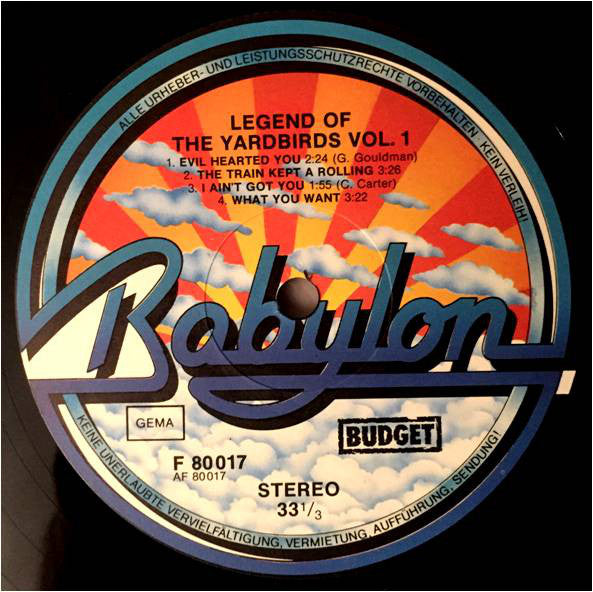 ALLE URHEBER- UND LEISTUNGSSCHUTZRECHTE VORBEHALTEN - KEIN VERLEIH!
LEGEND OF
THE YARDBIRDS VOL. 1
1. EVIL HEARTED YOU 2:24 (G. Gouldman)
2. THE TRAIN KEPT A ROLLING 3:26
3. I AIN'T GOT YOU 1:55 (C. Carter)
4. WHAT YOU WANT 3:22
Babylon
GEMA
BUDGET
F 80017
AF 80017
STEREO
33 1/3
KEINE UNERLAUBTE VERVIELFÄLTIGUNG, VERMIETUNG, AUFFÜHRUNG, SENDUNG!